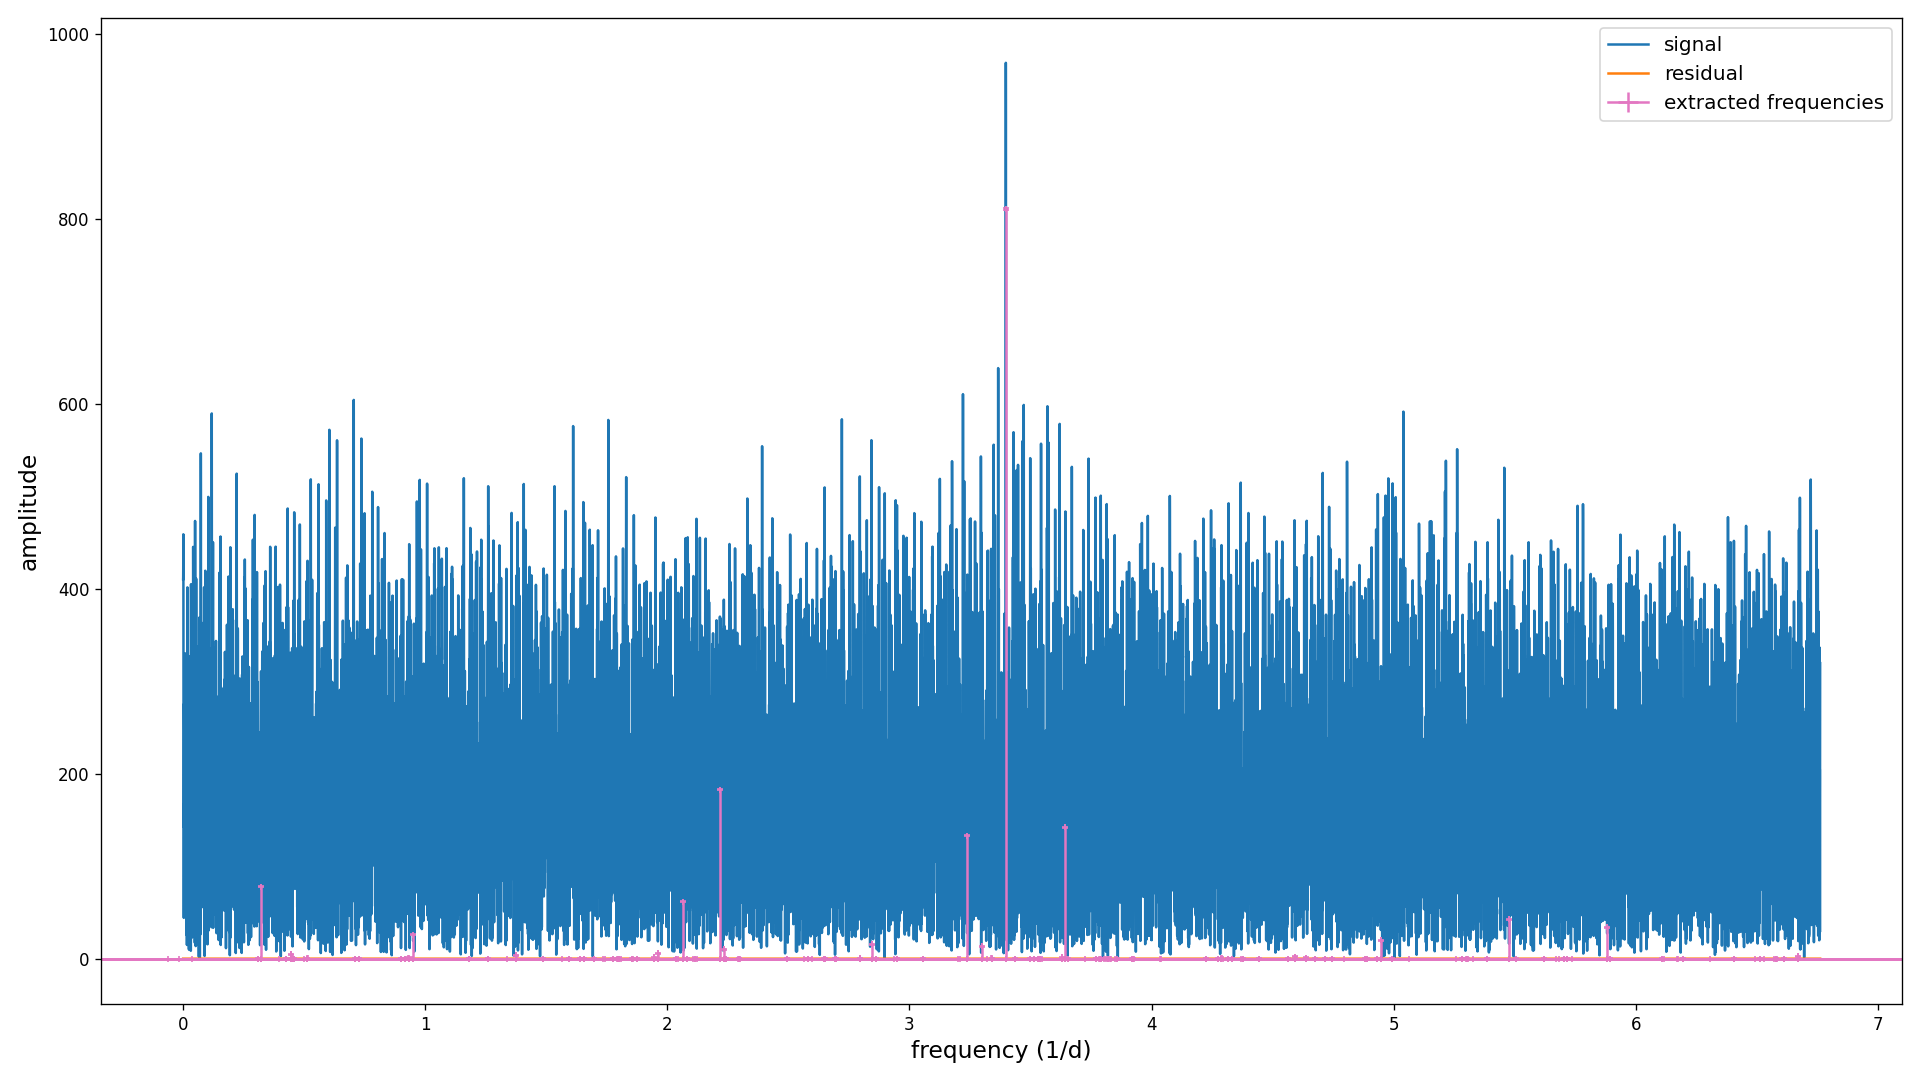 signal
residual
extracted frequencies
1000
800
600
400
200
0
amplitude
0 1 2 3 4 5 6 7
frequency (1/d)